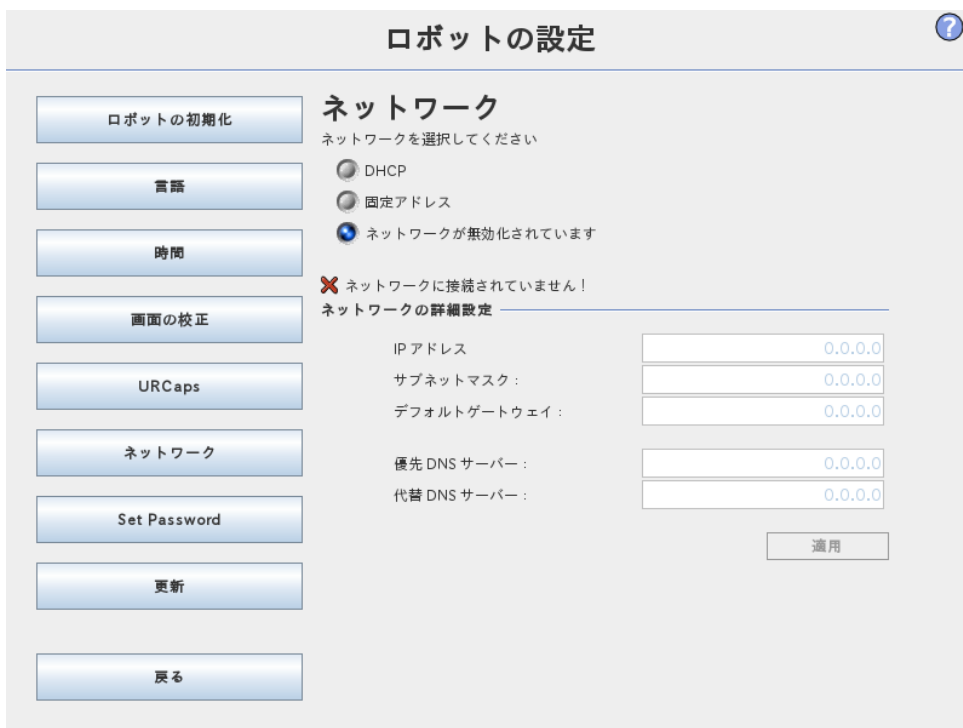 ロボットの設定
?
ロボットの初期化
言語
時間
画面の校正
URCaps
ネットワーク
Set Password
更新
戻る
ネットワーク
ネットワークを選択してください
DHCP
固定アドレス
ネットワークが無効化されています
ネットワークに接続されていません！
ネットワークの詳細設定
IP アドレス 0.0.0.0
サブネットマスク： 0.0.0.0
デフォルトゲートウェイ： 0.0.0.0
優先 DNS サーバー： 0.0.0.0
代替 DNS サーバー： 0.0.0.0
適用